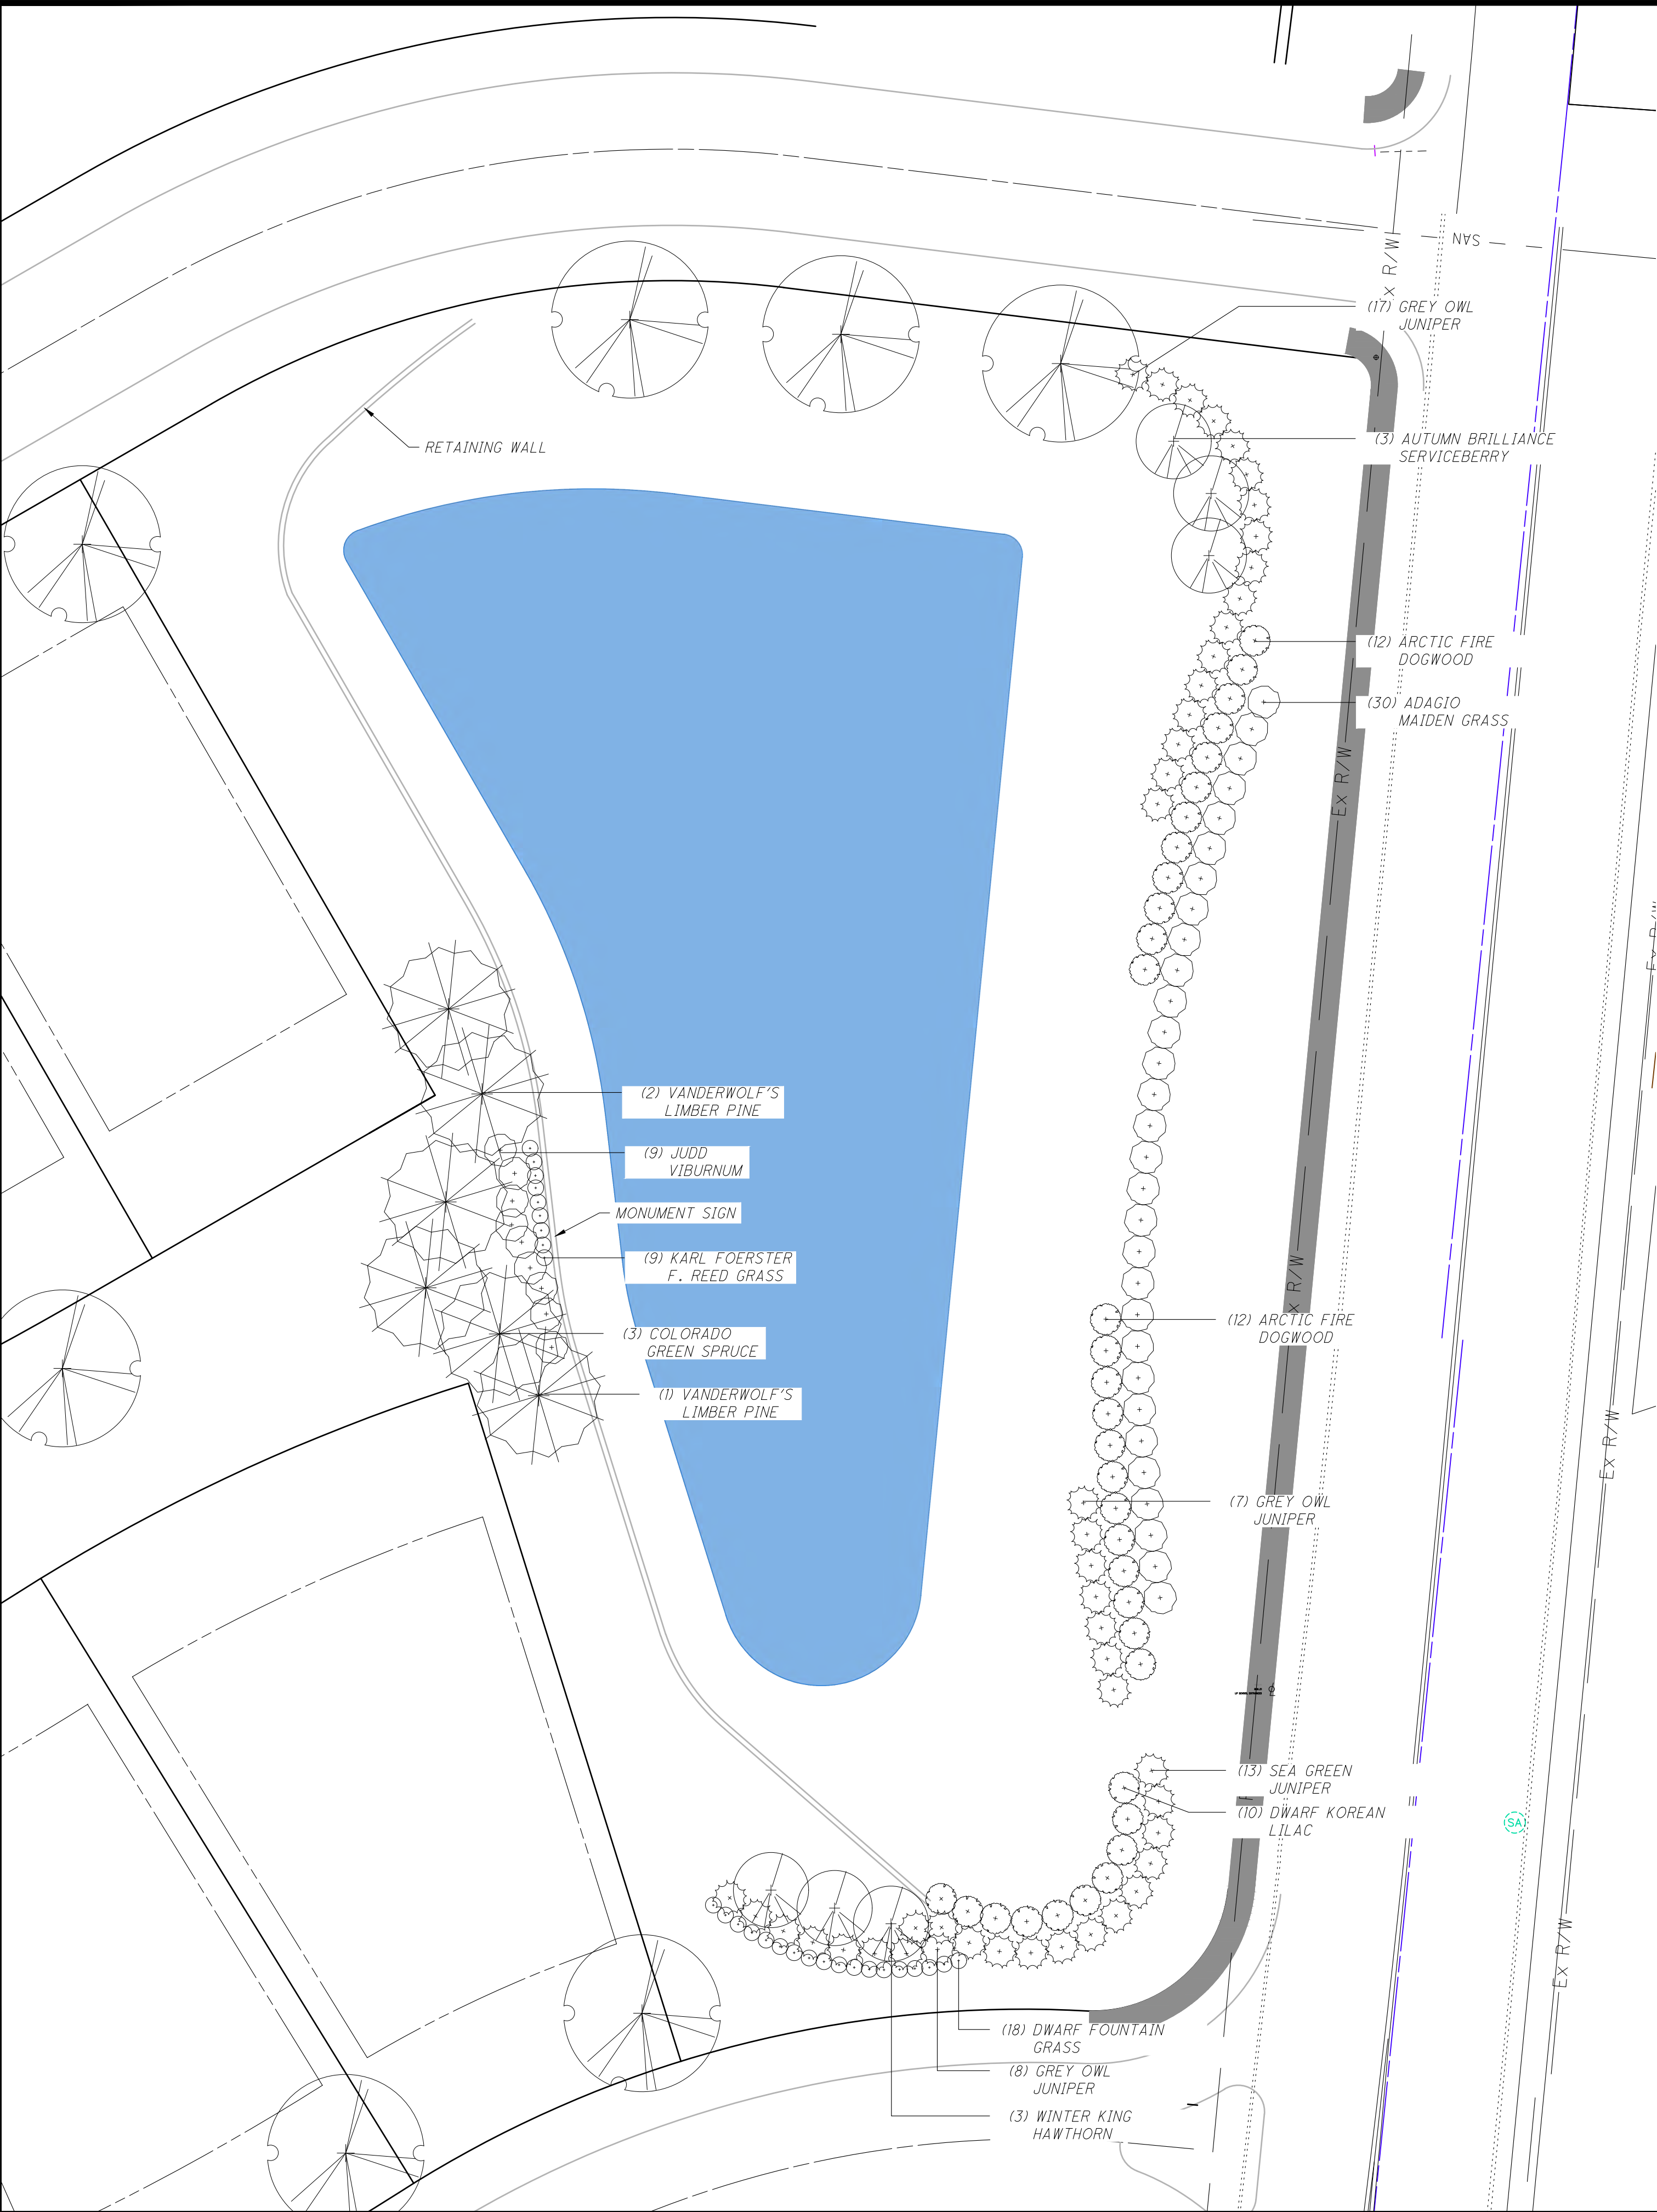 SAN
Ex R/W
(17) GREY OWL
JUNIPER
(3) AUTUMN BRILLIANCE
SERVICEBERRY
RETAINING WALL
(12) ARCTIC FIRE
DOGWOOD
(30) ADAGIO
MAIDEN GRASS
Ex R/W
Ex R/W
(2) VANDERWOLF'S
LIMBER PINE
(9) JUDD
VIBURNUM
MONUMENT SIGN
(9) KARL FOERSTER
F. REED GRASS
Ex R/W
(3) COLORADO
GREEN SPRUCE
(12) ARCTIC FIRE
DOGWOOD
(1) VANDERWOLF'S
LIMBER PINE
Ex R/W
(7) GREY OWL
JUNIPER
(13) SEA GREEN
JUNIPER
(10) DWARF KOREAN
LILAC
SA
Ex R/W
(18) DWARF FOUNTAIN
GRASS
(8) GREY OWL
JUNIPER
(3) WINTER KING
HAWTHORN